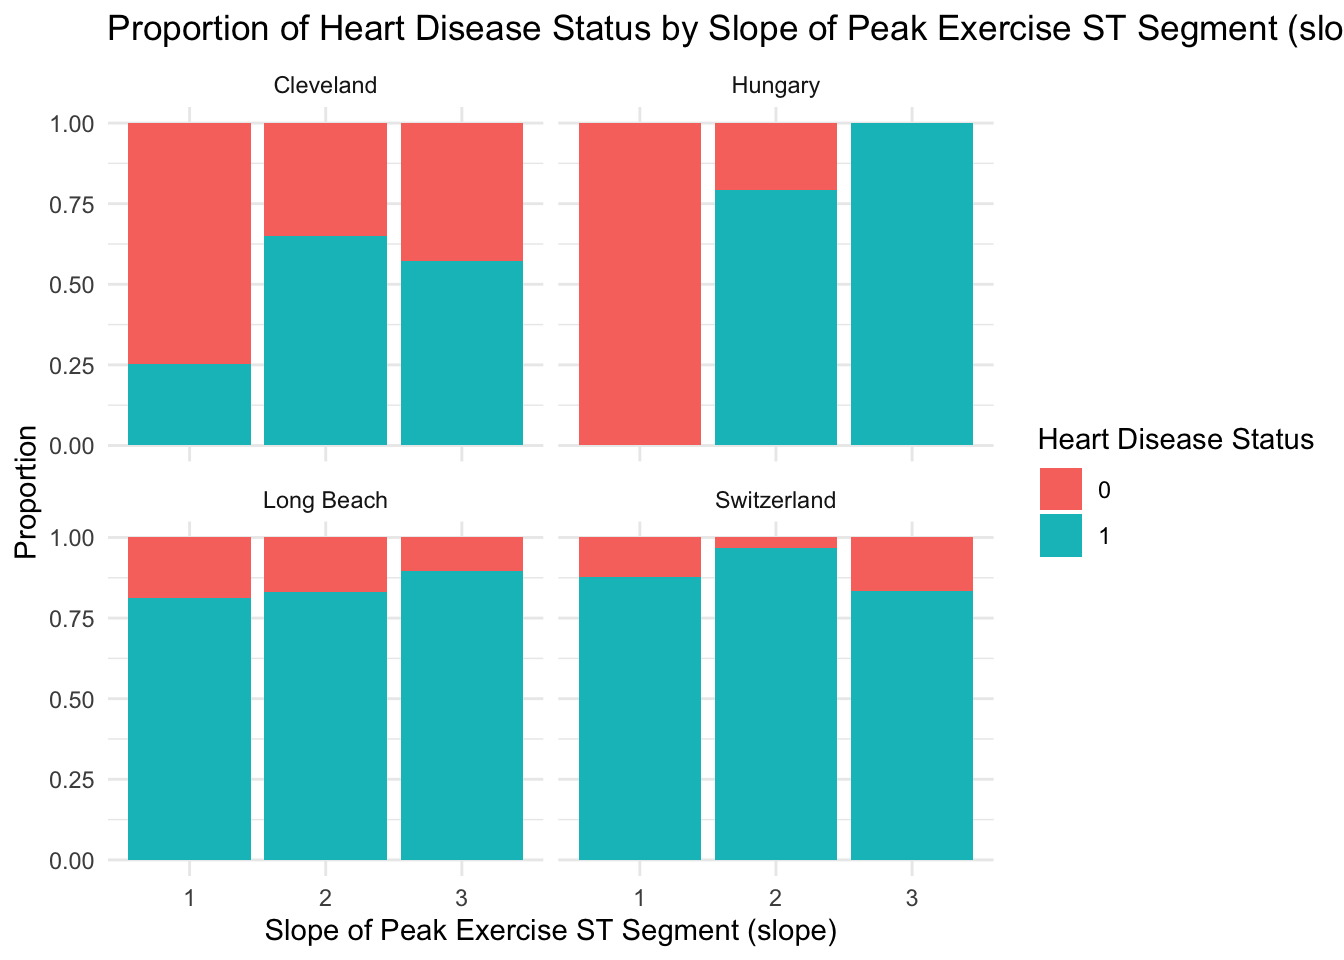 Proportion of Heart Disease Status by Slope of Peak Exercise ST Segment (slo
Cleveland
Hungary
1.00
0.75
0.50
0.25
0.00
Proportion
Long Beach
Switzerland
1.00
0.75
0.50
0.25
0.00
1 2 3
1 2 3
Slope of Peak Exercise ST Segment (slope)
Heart Disease Status
0
1